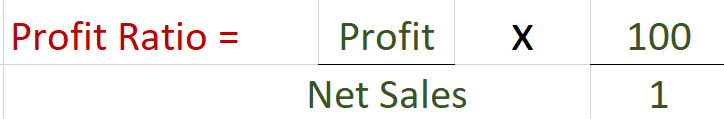 Profit Ratio = Profit X 100
Net Sales 1